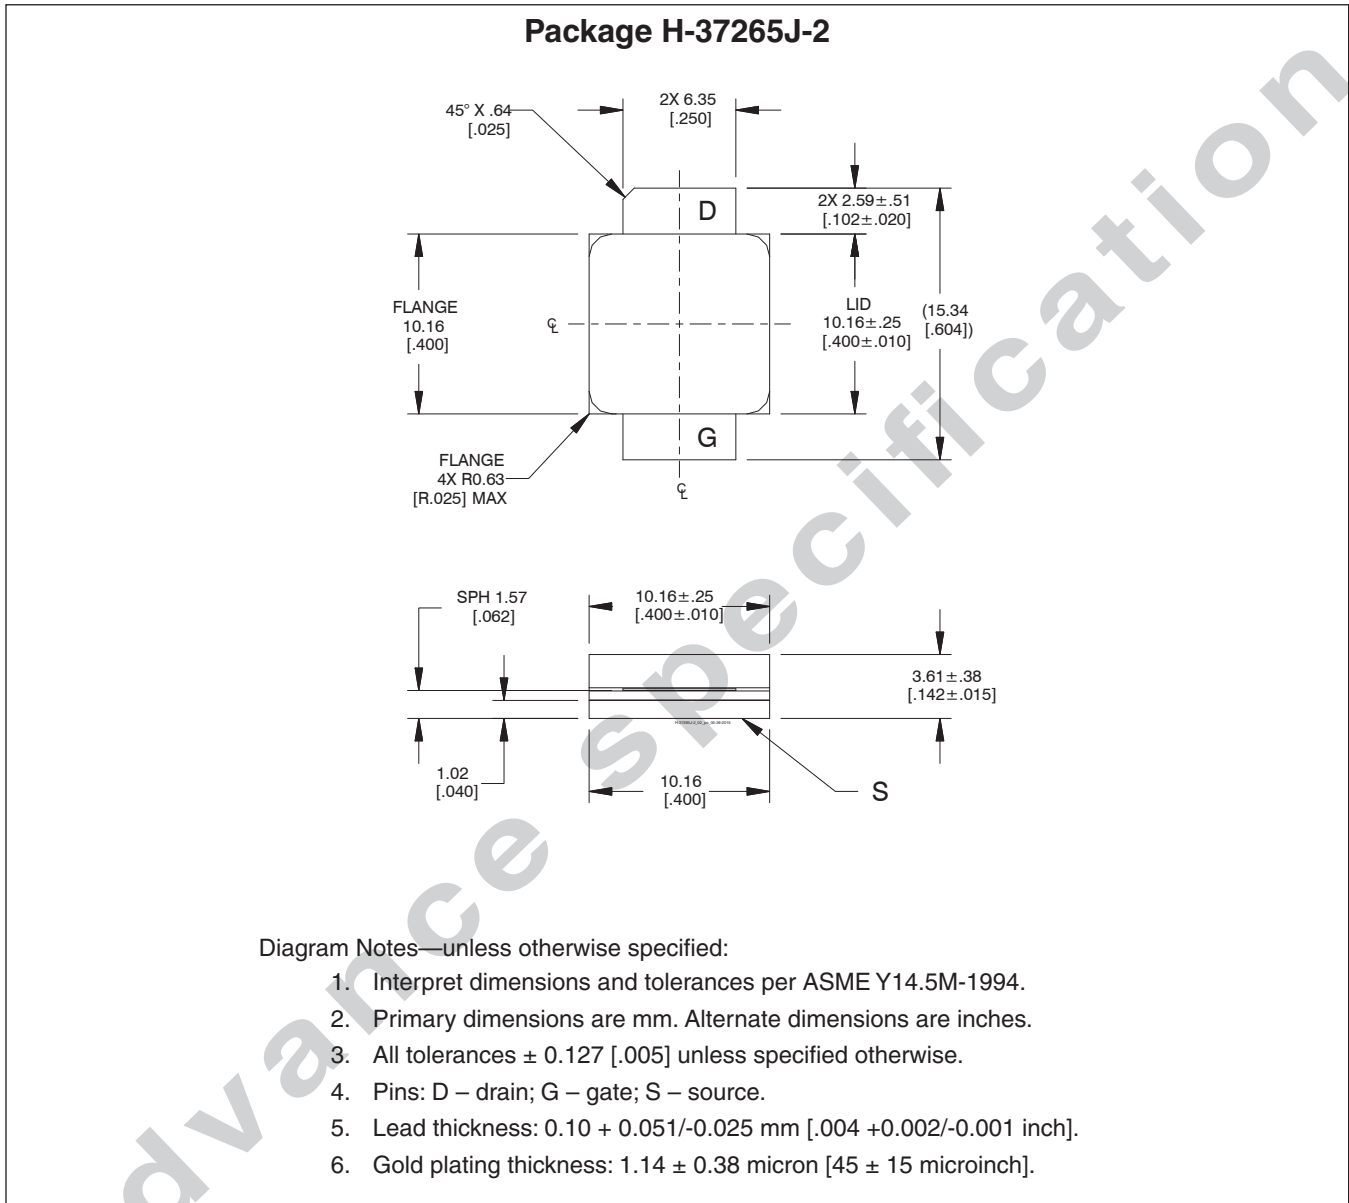 Package H-37265J-2
45° X .64
[.025]
2X 6.35
[.250]
D
2X 2.59±.51
[.102±.020]
FLANGE
10.16
[.400]
LID
10.16±.25
[.400±.010]
(15.34
[.604])
℄
G
FLANGE
4X R0.63
[R.025] MAX
℄
SPH 1.57
[.062]
10.16±.25
[.400±.010]
3.61±.38
[.142±.015]
1.02
[.040]
10.16
[.400]
S
Diagram Notes—unless otherwise specified:
1. Interpret dimensions and tolerances per ASME Y14.5M-1994.
2. Primary dimensions are mm. Alternate dimensions are inches.
3. All tolerances ± 0.127 [.005] unless specified otherwise.
4. Pins: D – drain; G – gate; S – source.
5. Lead thickness: 0.10 + 0.051/-0.025 mm [.004 +0.002/-0.001 inch].
6. Gold plating thickness: 1.14 ± 0.38 micron [45 ± 15 microinch].
dvance specification